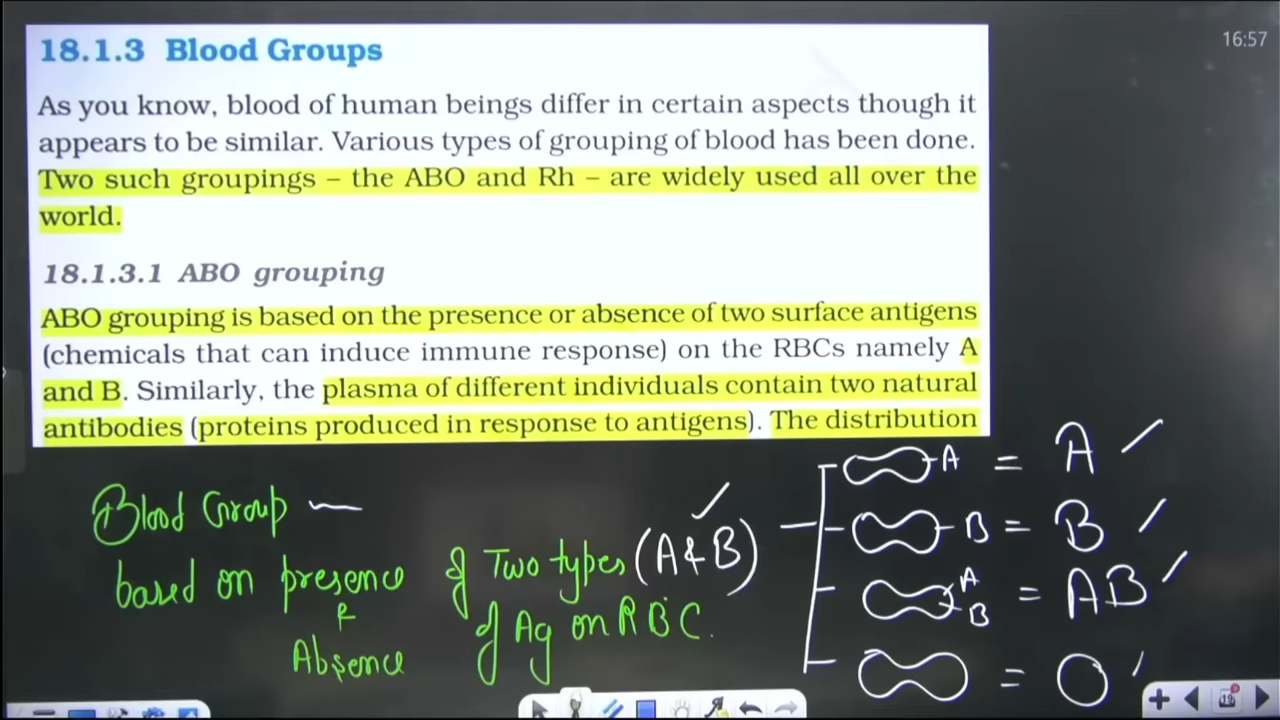 16:57
18.1.3 Blood Groups
As you know, blood of human beings differ in certain aspects though it
appears to be similar. Various types of grouping of blood has been done.
Two such groupings – the ABO and Rh – are widely used all over the
world.
18.1.3.1 ABO grouping
ABO grouping is based on the presence or absence of two surface antigens
(chemicals that can induce immune response) on the RBCs namely A
and B. Similarly, the plasma of different individuals contain two natural
antibodies (proteins produced in response to antigens). The distribution
Blood Group —
based on presence of Two types (A & B)
& of Ag on RBC.
Absence
A = A
B = B
A B = AB
= O
19